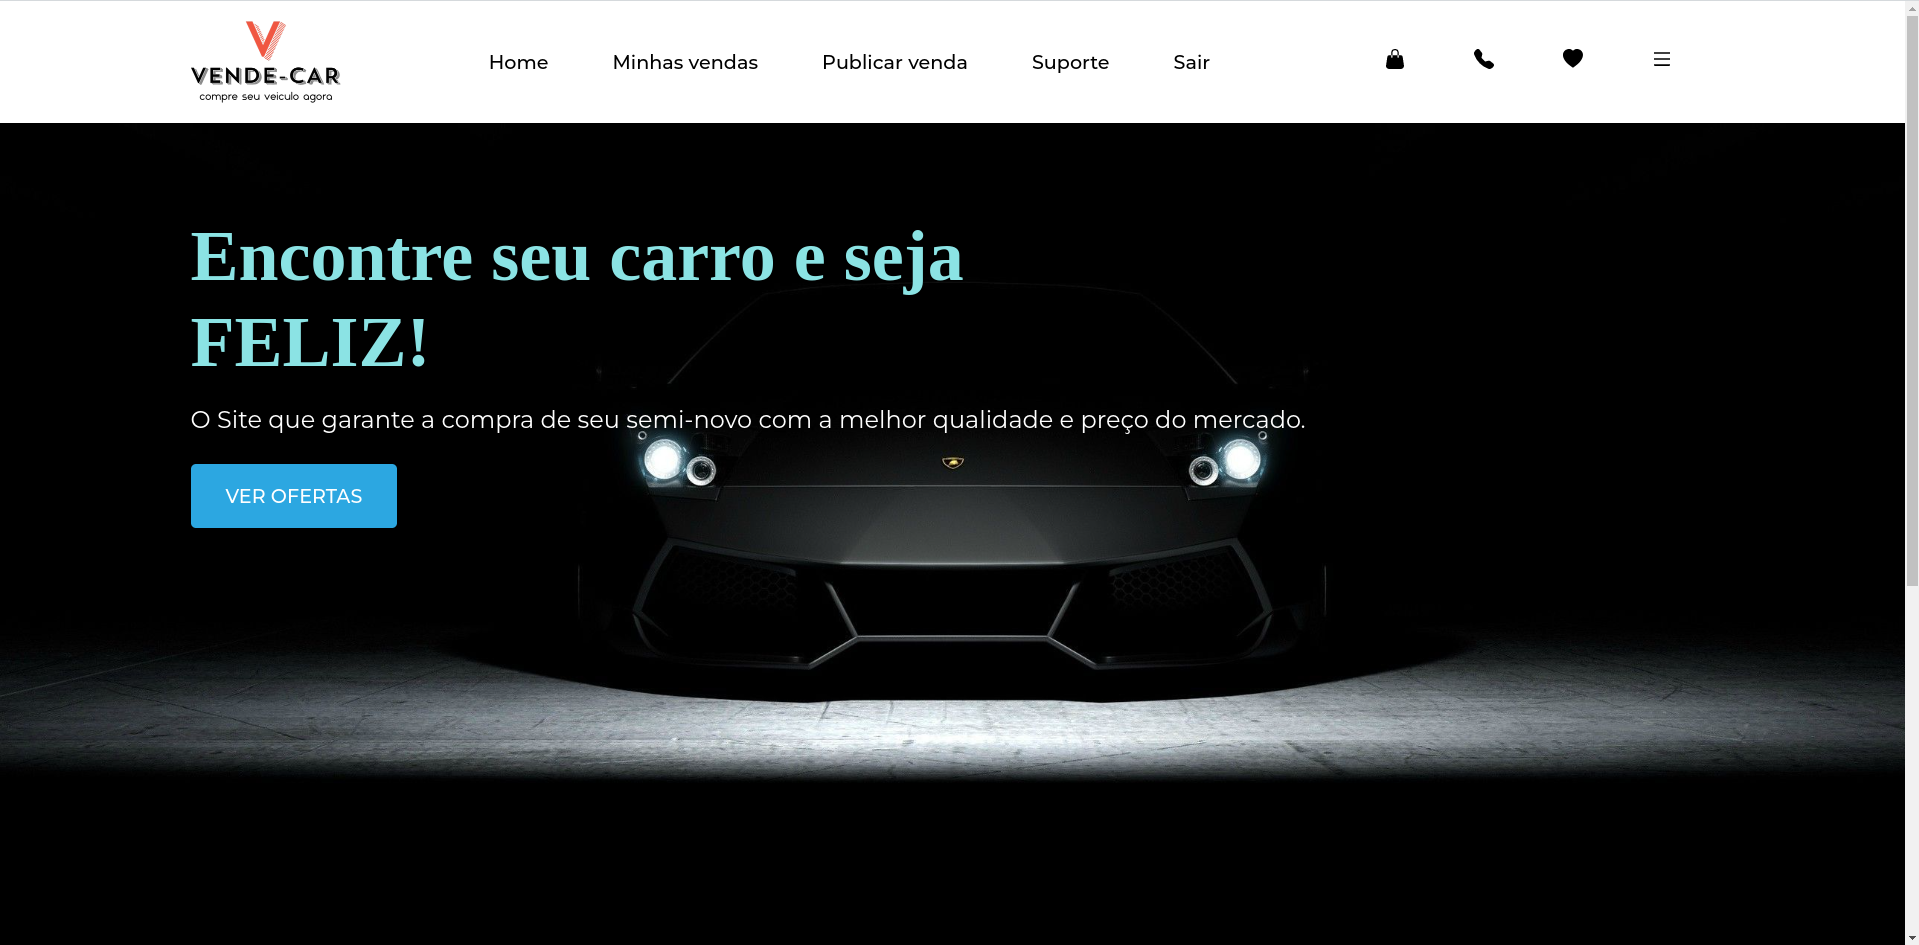 VENDE-CAR
compre seu veiculo agora
Home Minhas vendas Publicar venda Suporte Sair
Encontre seu carro e seja
FELIZ!
O Site que garante a compra de seu semi-novo com a melhor qualidade e preço do mercado.
VER OFERTAS